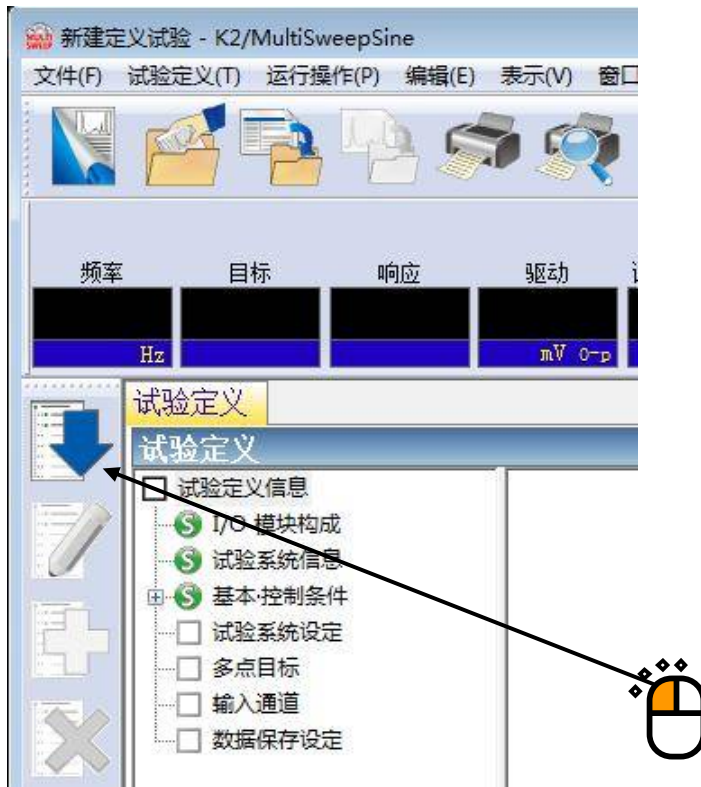 新建定义试验 - K2/MultiSweepSine
文件(F) 试验定义(T) 运行操作(P) 编辑(E) 表示(V) 窗口
频率 目标 响应 驱动
Hz mV 0-p
试验定义
试验定义
试验定义信息
S I/O 模块构成
S 试验系统信息
S 基本·控制条件
试验系统设定
多点目标
输入通道
数据保存设定